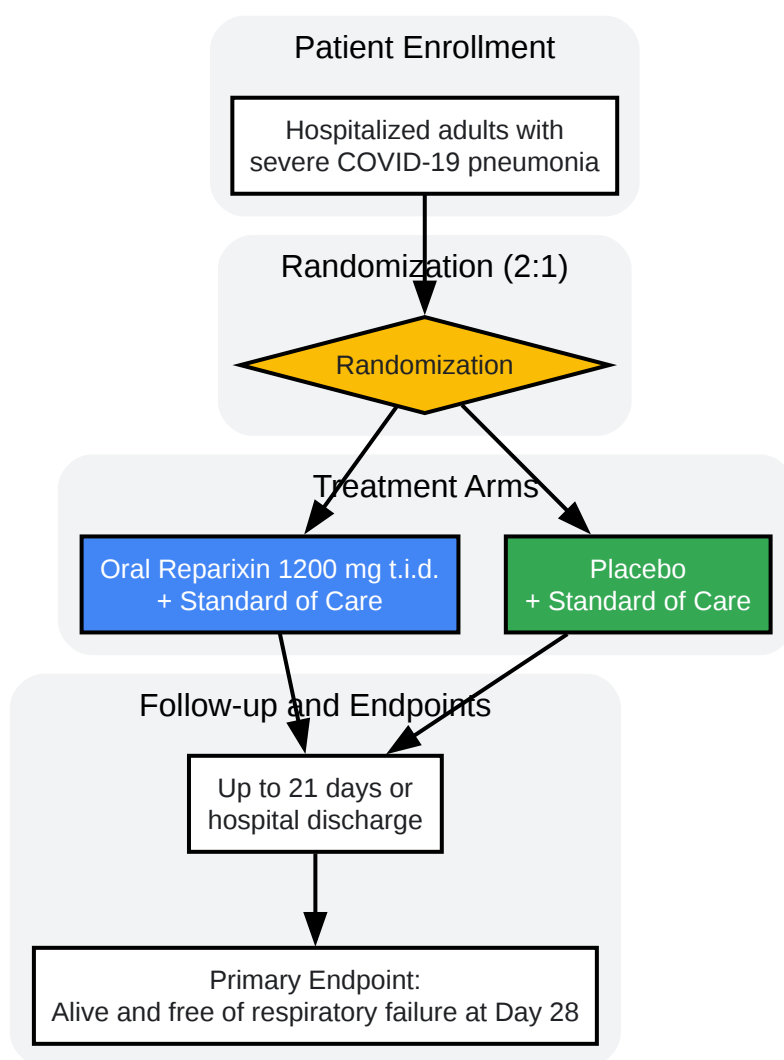 Patient Enrollment
Hospitalized adults with
severe COVID-19 pneumonia
Randomization (2:1)
Randomization
Treatment Arms
Oral Reparixin 1200 mg t.i.d.
+ Standard of Care
Placebo
+ Standard of Care
Follow-up and Endpoints
Up to 21 days or
hospital discharge
Primary Endpoint:
Alive and free of respiratory failure at Day 28